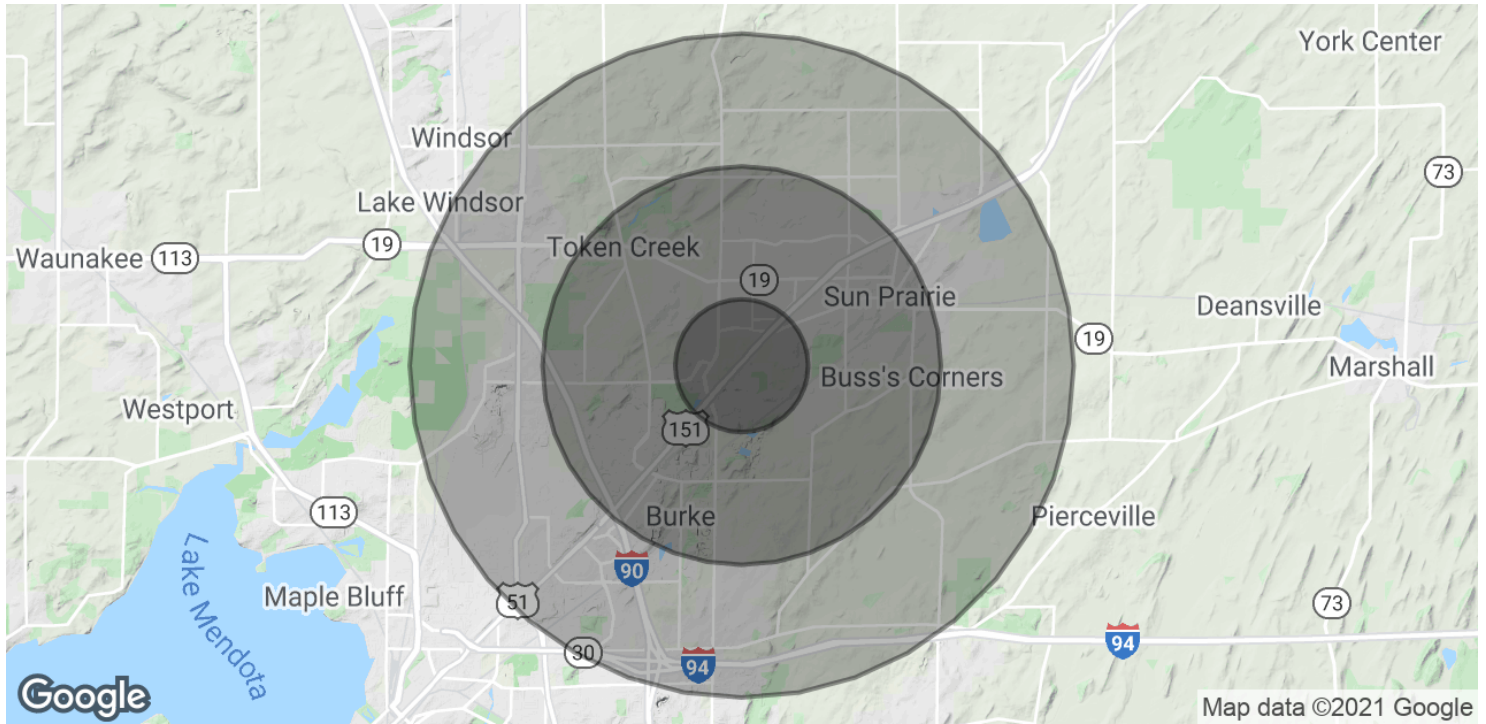 York Center
Windsor
73
Lake Windsor
19
Token Creek
Waunakee 113
19
Sun Prairie
Deansville
19
Marshall
Buss's Corners
Westport
151
113
Burke
Pierceville
90
Lake Mendota
Maple Bluff
51
73
94
30
94
Google
Map data ©2021 Google